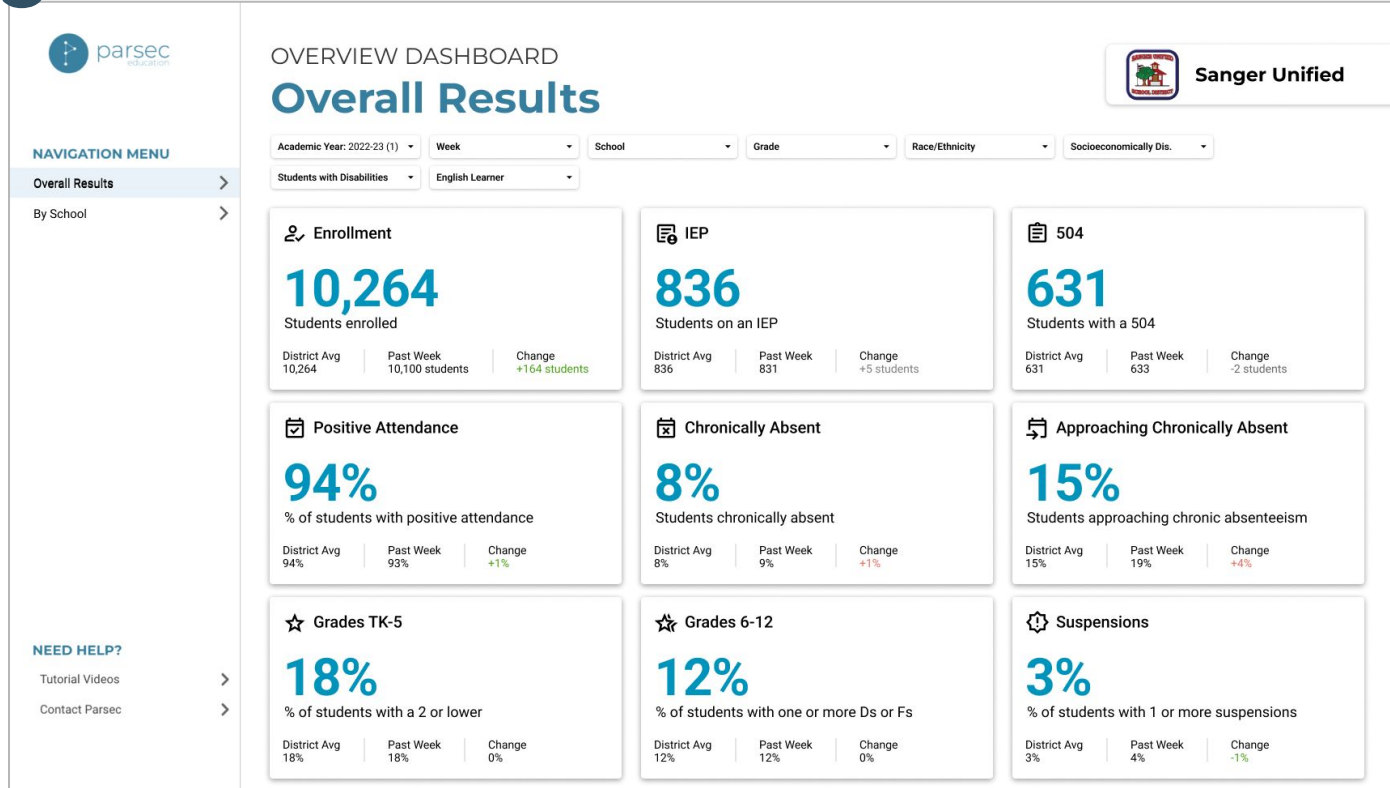 parsec
education
OVERVIEW DASHBOARD
Overall Results
SANGER UNIFIED
SCHOOL DISTRICT
Sanger Unified
NAVIGATION MENU
Overall Results
By School
Academic Year: 2022-23 (1)
Week
School
Grade
Race/Ethnicity
Socioeconomically Dis.
Students with Disabilities
English Learner
Enrollment
10,264
Students enrolled
District Avg
10,264
Past Week
10,100 students
Change
+164 students
IEP
836
Students on an IEP
District Avg
836
Past Week
831
Change
+5 students
504
631
Students with a 504
District Avg
631
Past Week
633
Change
-2 students
Positive Attendance
94%
% of students with positive attendance
District Avg
94%
Past Week
93%
Change
+1%
Chronically Absent
8%
Students chronically absent
District Avg
8%
Past Week
9%
Change
+1%
Approaching Chronically Absent
15%
Students approaching chronic absenteeism
District Avg
15%
Past Week
19%
Change
+4%
Grades TK-5
18%
% of students with a 2 or lower
District Avg
18%
Past Week
18%
Change
0%
Grades 6-12
12%
% of students with one or more Ds or Fs
District Avg
12%
Past Week
12%
Change
0%
Suspensions
3%
% of students with 1 or more suspensions
District Avg
3%
Past Week
4%
Change
-1%
NEED HELP?
Tutorial Videos
Contact Parsec